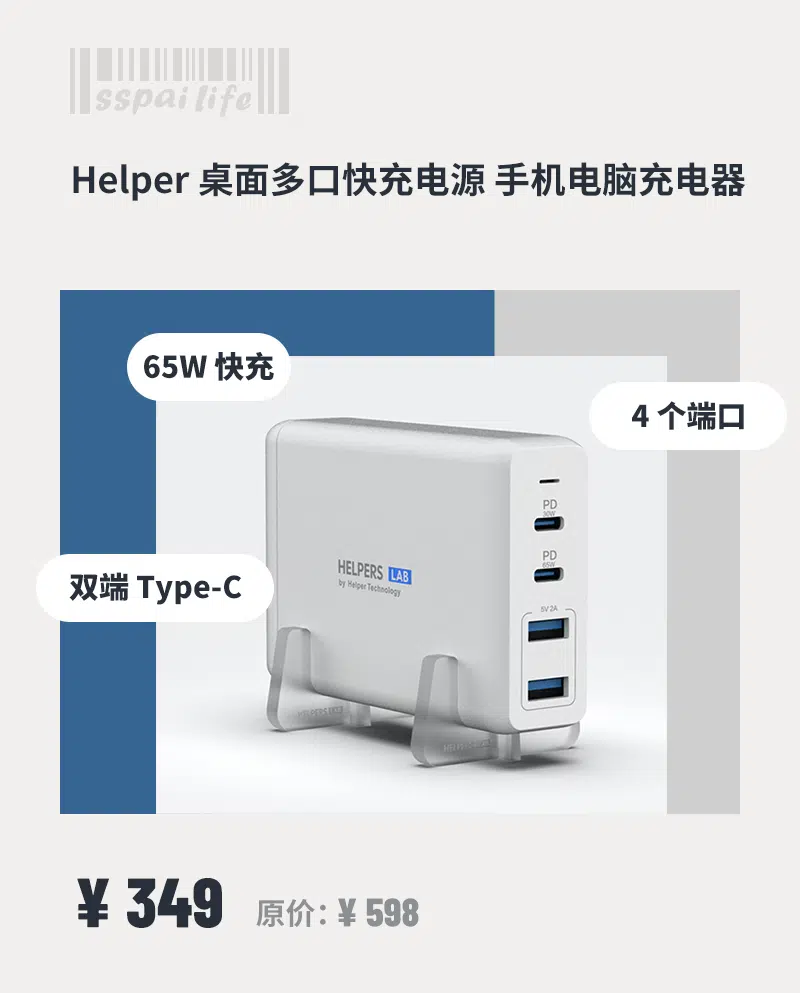 sspai life
Helper 桌面多口快充电源 手机电脑充电器
65W 快充
4 个端口
PD
30W
PD
65W
双端 Type-C
HELPERS LAB
by Helper Technology
5V 2A
HELPERS LAB
HELPERS LAB
¥ 349 原价：¥ 598